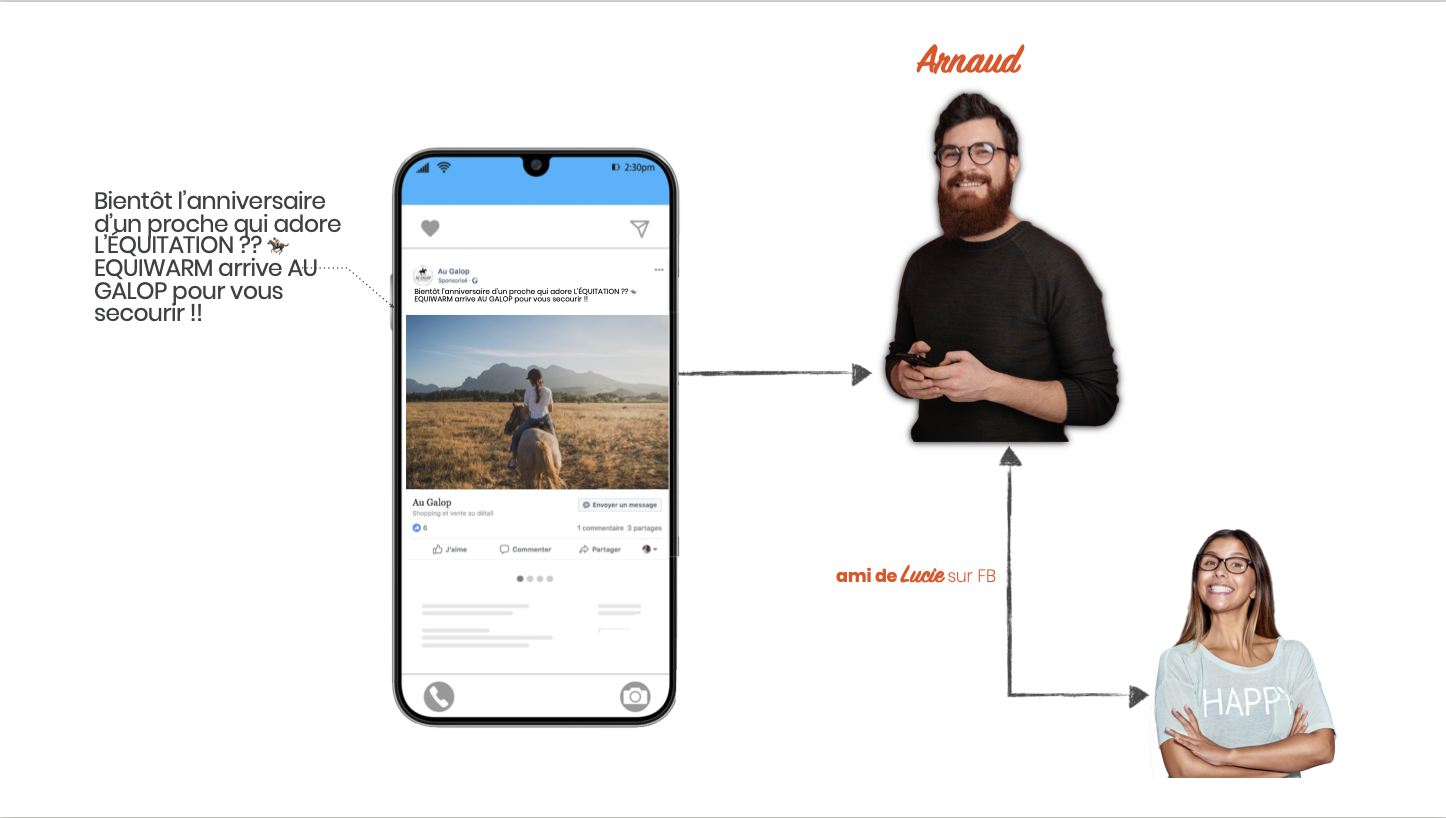 Arnaud
Bientôt l'anniversaire
d'un proche qui adore
L'ÉQUITATION ?? 🏇
EQUIWARM arrive AU
GALOP pour vous
secourir !!
2:30pm
Au Galop
Sponsorisé ·
Bientôt l'anniversaire d'un proche qui adore L'ÉQUITATION ?? 🏇
EQUIWARM arrive AU GALOP pour vous secourir !!
Au Galop
Shopping et vente au détail
Envoyer un message
6
1 commentaire 3 partages
J'aime
Commenter
Partager
ami de Lucie sur FB
HAPPY